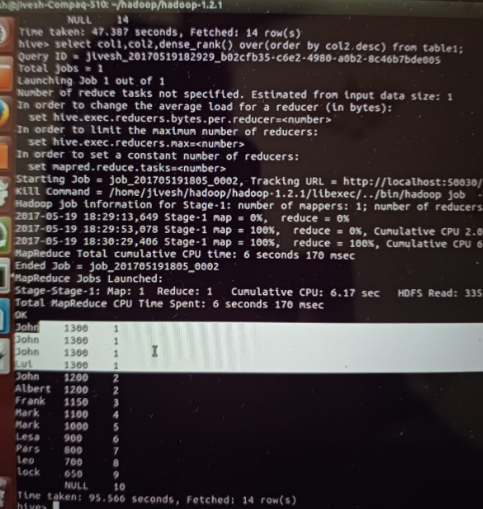 @jivesh-Compaq-510: ~/hadoop/hadoop-1.2.1
NULL 14
Time taken: 47.387 seconds, Fetched: 14 row(s)
hive> select col1,col2,dense_rank() over(order by col2.desc) from table1;
Query ID = jivesh_20170519182929_b02cfb35-c6e2-4980-a0b2-8c46b7bde005
Total jobs = 1
Launching Job 1 out of 1
Number of reduce tasks not specified. Estimated from input data size: 1
In order to change the average load for a reducer (in bytes):
set hive.exec.reducers.bytes.per.reducer=<number>
In order to limit the maximum number of reducers:
set hive.exec.reducers.max=<number>
In order to set a constant number of reducers:
set mapred.reduce.tasks=<number>
Starting Job = job_201705191805_0002, Tracking URL = http://localhost:50030/
Kill Command = /home/jivesh/hadoop/hadoop-1.2.1/libexec/../bin/hadoop job -
Hadoop job information for Stage-1: number of mappers: 1; number of reducers
2017-05-19 18:29:13,649 Stage-1 map = 0%, reduce = 0%
2017-05-19 18:29:53,078 Stage-1 map = 100%, reduce = 0%, Cumulative CPU 2.0
2017-05-19 18:30:29,406 Stage-1 map = 100%, reduce = 100%, Cumulative CPU 6
MapReduce Total cumulative CPU time: 6 seconds 170 msec
Ended Job = job_201705191805_0002
MapReduce Jobs Launched:
Stage-Stage-1: Map: 1 Reduce: 1 Cumulative CPU: 6.17 sec HDFS Read: 335
Total MapReduce CPU Time Spent: 6 seconds 170 msec
OK
John 1300 1
John 1300 1
John 1300 1
Lui 1300 1
John 1200 2
Albert 1200 2
Frank 1150 3
Mark 1100 4
Mark 1000 5
Lesa 900 6
Pars 800 7
leo 700 8
lock 650 9
NULL 10
Time taken: 95.566 seconds, Fetched: 14 row(s)
hive>